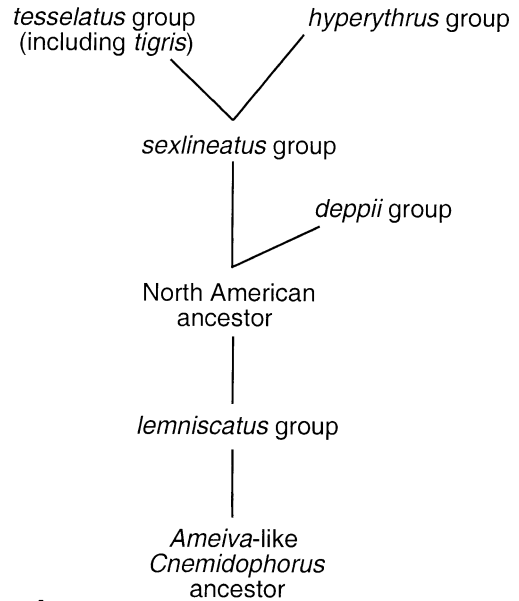 tesselatus group
(including tigris)
hyperythrus group
sexlineatus group
deppii group
North American
ancestor
lemniscatus group
Ameiva-like
Cnemidophorus
ancestor